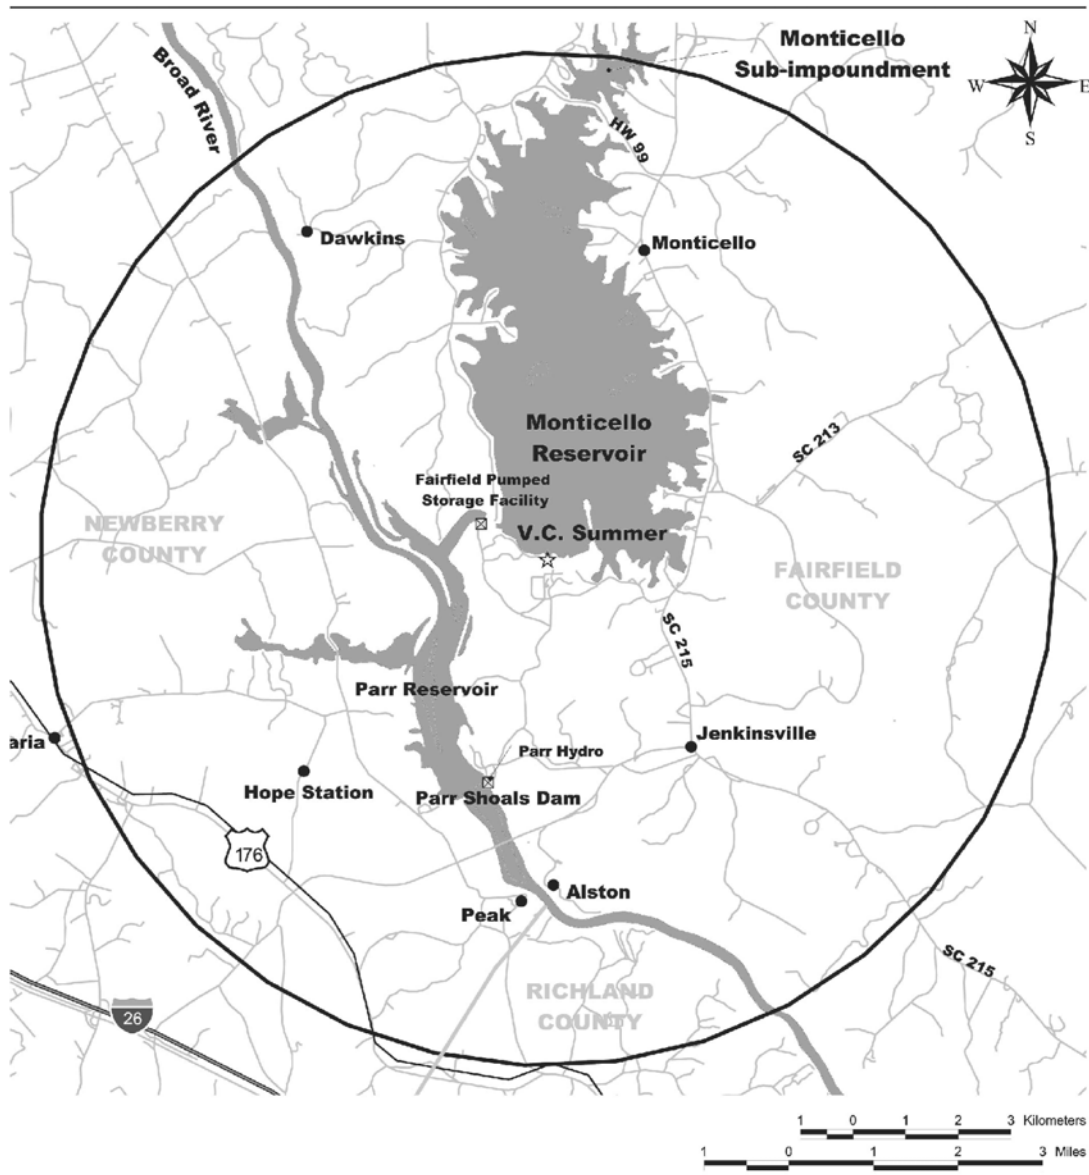 Monticello
Sub-impoundment
N
W E
S
Broad River
HW 99
Dawkins
Monticello
Monticello
Reservoir
SC 213
Fairfield Pumped
Storage Facility
V.C. Summer
NEWBERRY
COUNTY
FAIRFIELD
COUNTY
SC 215
Parr Reservoir
Jenkinsville
aria
Parr Hydro
Hope Station
Parr Shoals Dam
176
Alston
Peak
SC 215
RICHLAND
COUNTY
26
1 0 1 2 3 Kilometers
1 0 1 2 3 Miles